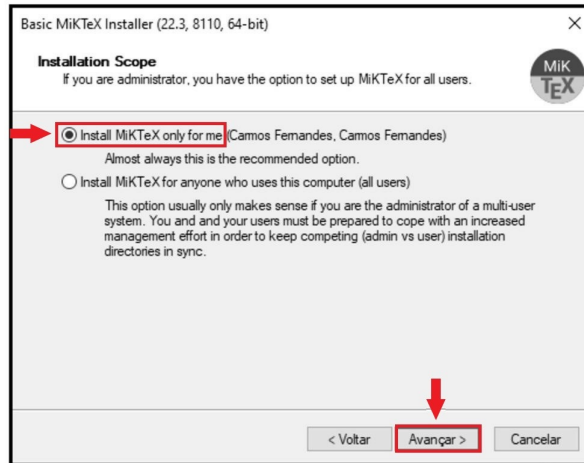 Basic MiKTeX Installer (22.3, 8110, 64-bit)
Installation Scope
If you are administrator, you have the option to set up MiKTeX for all users.
MiK
TEX
Install MiKTeX only for me (Carmos Fernandes, Carmos Fernandes)
Almost always this is the recommended option.
Install MiKTeX for anyone who uses this computer (all users)
This option usually only makes sense if you are the administrator of a multi-user
system. You and and your users must be prepared to cope with an increased
management effort in order to keep competing (admin vs user) installation
directories in sync.
< Voltar
Avançar >
Cancelar